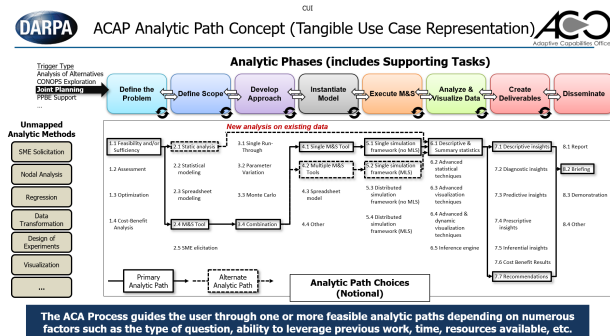 CUI
DARPA
ACAP Analytic Path Concept (Tangible Use Case Representation)
ACO
Adaptive Capabilities Office
Analytic Phases (includes Supporting Tasks)
Trigger Type
Analysis of Alternatives
CONOPS Exploration
Joint Planning
PPBE Support
...
Define the
Problem
Define Scope
Develop
Approach
Instantiate
Model
Execute M&S
Analyze &
Visualize Data
Create
Deliverables
Disseminate
Unmapped
Analytic Methods
SME Solicitation
Nodal Analysis
Regression
Data
Transformation
Design of
Experiments
Visualization
...
New analysis on existing data
1.1 Feasibility and/or
Sufficiency
1.2 Assessment
1.3 Optimization
1.4 Cost-Benefit
Analysis
2.1 Static analysis
2.2 Statistical
modeling
2.3 Spreadsheet
modeling
2.4 M&S Tool
2.5 SME elicitation
3.1 Single Run-
Through
3.2 Parameter
Variation
3.3 Monte Carlo
3.4 Combination
4.1 Single M&S Tool
4.2 Multiple M&S
Tools
4.3 Spreadsheet
model
4.4 Other
5.1 Single simulation
framework (no MLS)
5.2 Single simulation
framework (MLS)
5.3 Distributed
simulation
framework (no MLS)
5.4 Distributed
simulation
framework (MLS)
6.1 Descriptive &
Summary statistics
6.2 Advanced
statistical
techniques
6.3 Advanced
visualization
techniques
6.4 Advanced &
dynamic
visualization
techniques
6.5 Inference engine
7.1 Descriptive insights
7.2 Diagnostic insights
7.3 Predictive insights
7.4 Prescriptive
insights
7.5 Inferential insights
7.6 Cost Benefit Results
7.7 Recommendations
8.1 Report
8.2 Briefing
8.3 Demonstration
8.4 Other
Primary
Analytic Path
Alternate
Analytic Path
Analytic Path Choices
(Notional)
The ACA Process guides the user through one or more feasible analytic paths depending on numerous
factors such as the type of question, ability to leverage previous work, time, resources available, etc.